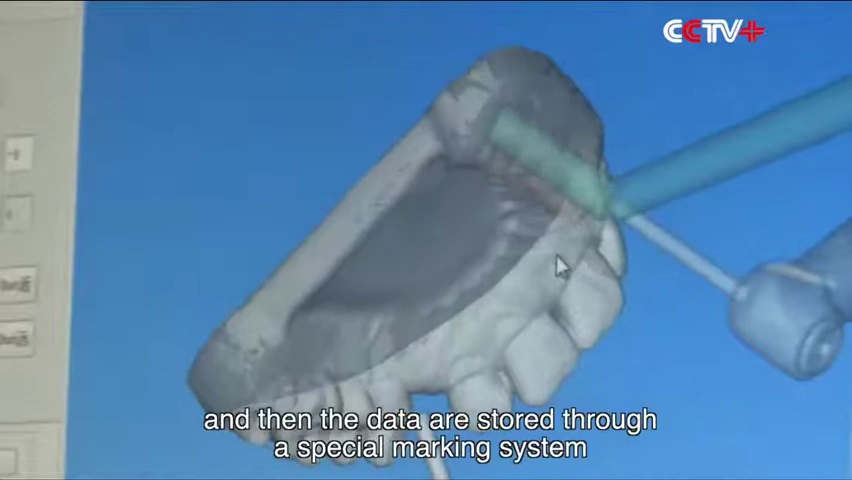 CCTV+
and then the data are stored through
a special marking system